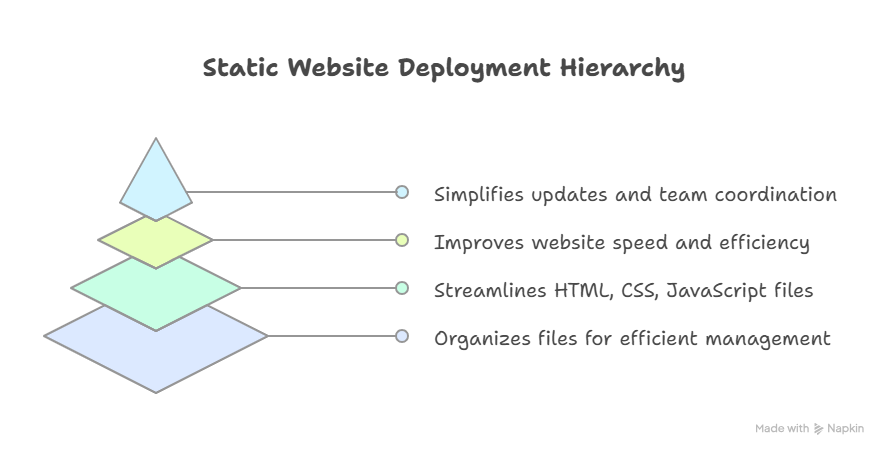 Static Website Deployment Hierarchy
Simplifies updates and team coordination
Improves website speed and efficiency
Streamlines HTML, CSS, JavaScript files
Organizes files for efficient management
Made with Napkin